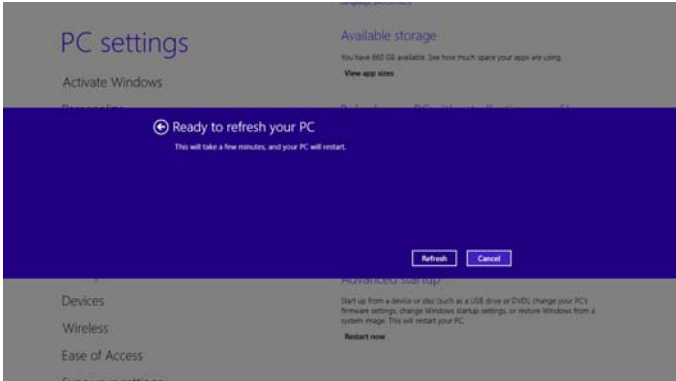 PC settings
Activate Windows
Devices
Wireless
Ease of Access
Available storage
You have 660 GB available. See how much space your apps are using.
View app sizes
Ready to refresh your PC
This will take a few minutes, and your PC will restart.
Refresh
Cancel
Advanced startup
Start up from a device or disc (such as a USB drive or DVD), change your PC's
firmware settings, change Windows startup settings, or restore Windows from a
system image. This will restart your PC.
Restart now